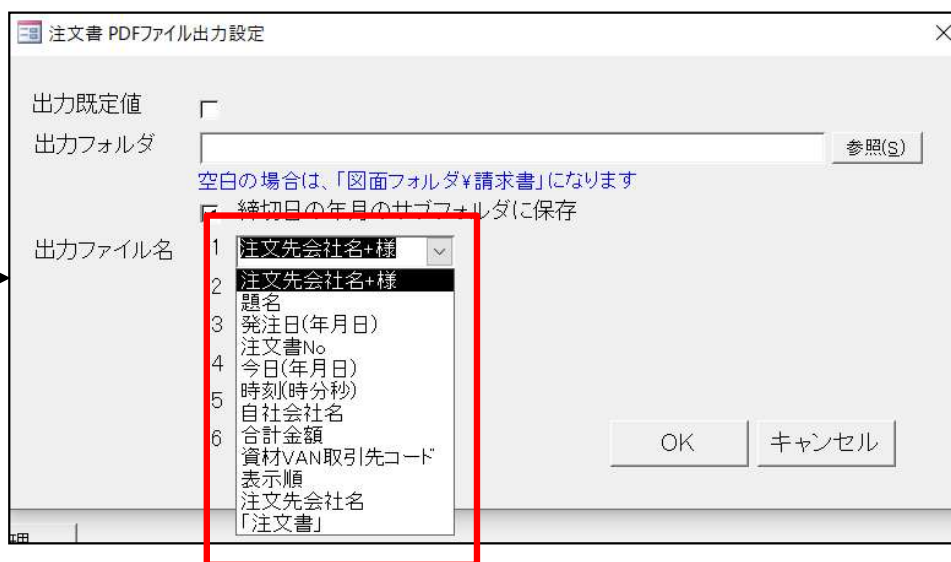 注文書 PDFファイル出力設定
出力既定値
出力フォルダ
参照(S)
空白の場合は、「図面フォルダ¥請求書」になります
締切日の年月のサブフォルダに保存
出力ファイル名
1 注文先会社名+様
2 注文先会社名+様
題名
3 発注日(年月日)
注文書No
4 今日(年月日)
時刻(時分秒)
5 自社会社名
6 合計金額
資材VAN取引先コード
表示順
注文先会社名
「注文書」
OK キャンセル